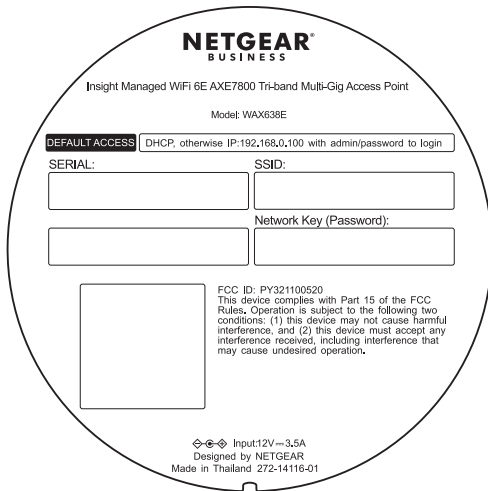 NETGEAR®
BUSINESS
Insight Managed WiFi 6E AXE7800 Tri-band Multi-Gig Access Point
Model: WAX638E
DEFAULT ACCESS DHCP, otherwise IP:192.168.0.100 with admin/password to login
SERIAL: SSID:
Network Key (Password):
FCC ID: PY321100520
This device complies with Part 15 of the FCC
Rules. Operation is subject to the following two
conditions: (1) this device may not cause harmful
interference, and (2) this device must accept any
interference received, including interference that
may cause undesired operation.
Input:12V⎓3.5A
Designed by NETGEAR
Made in Thailand 272-14116-01